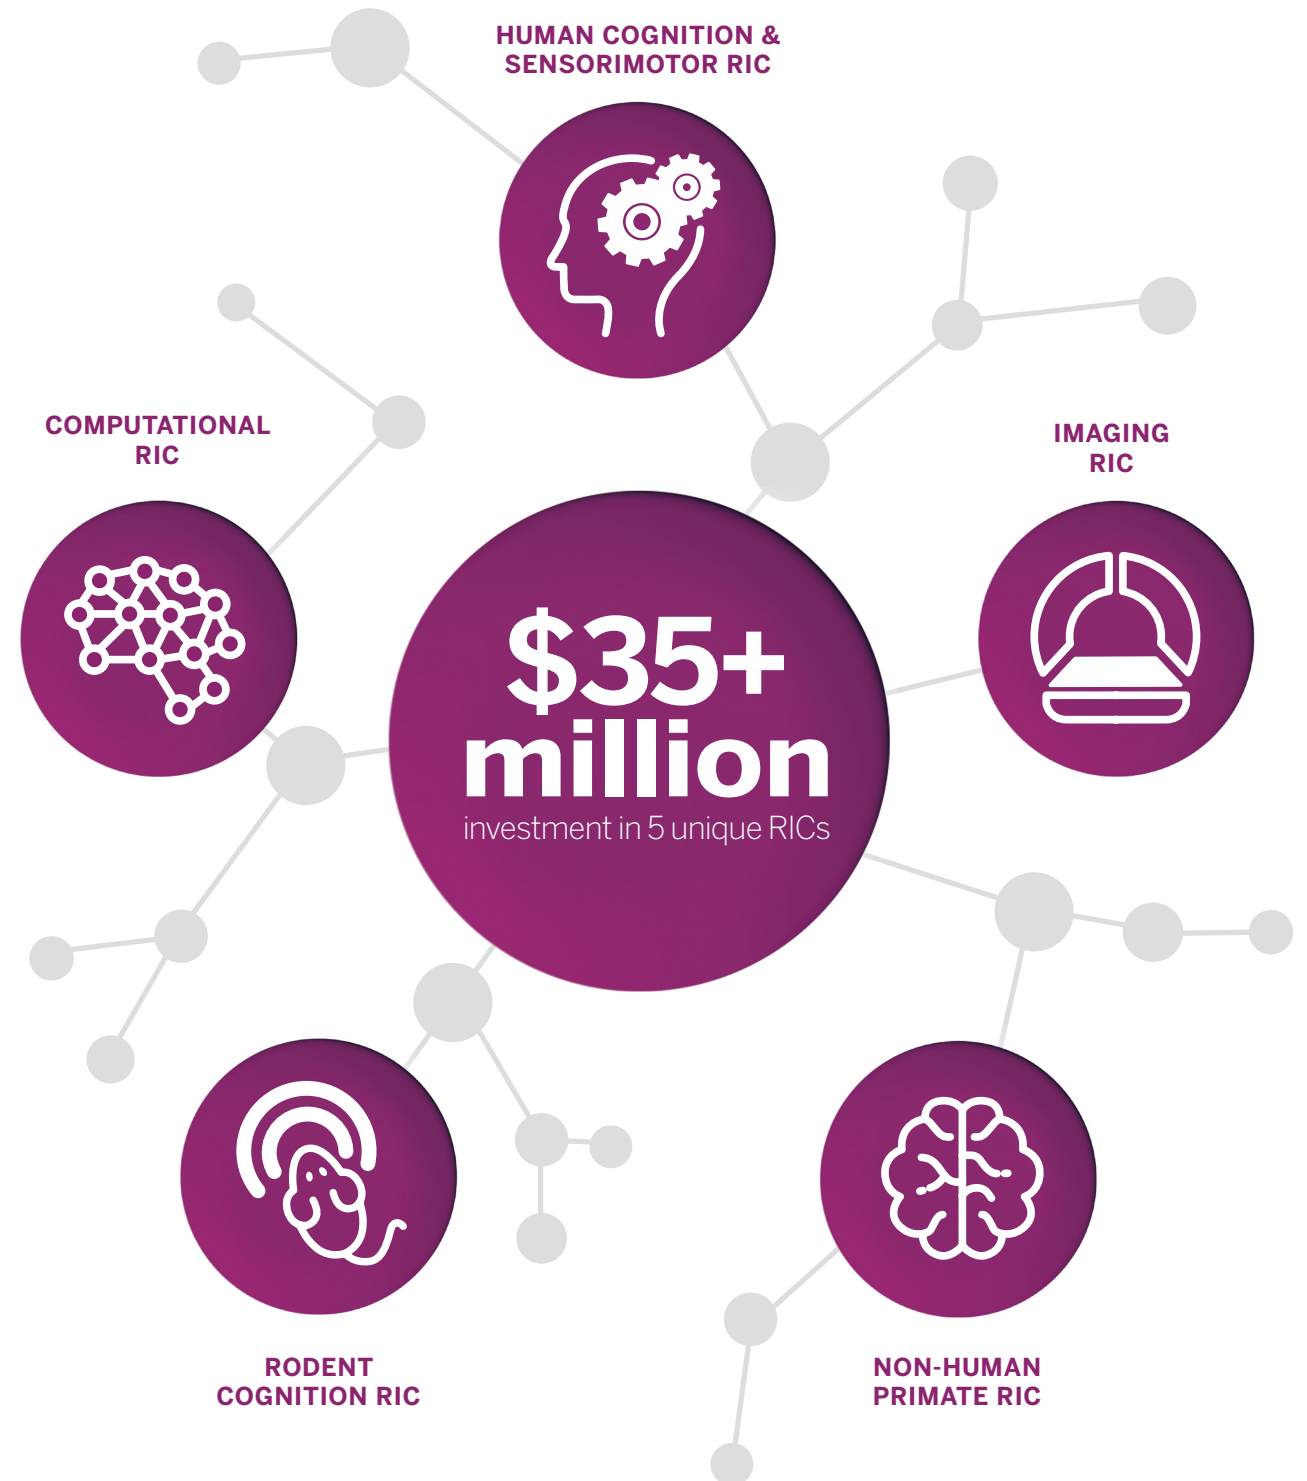 HUMAN COGNITION &
SENSORIMOTOR RIC
COMPUTATIONAL
RIC
IMAGING
RIC
$35+
million
investment in 5 unique RICs
RODENT
COGNITION RIC
NON-HUMAN
PRIMATE RIC